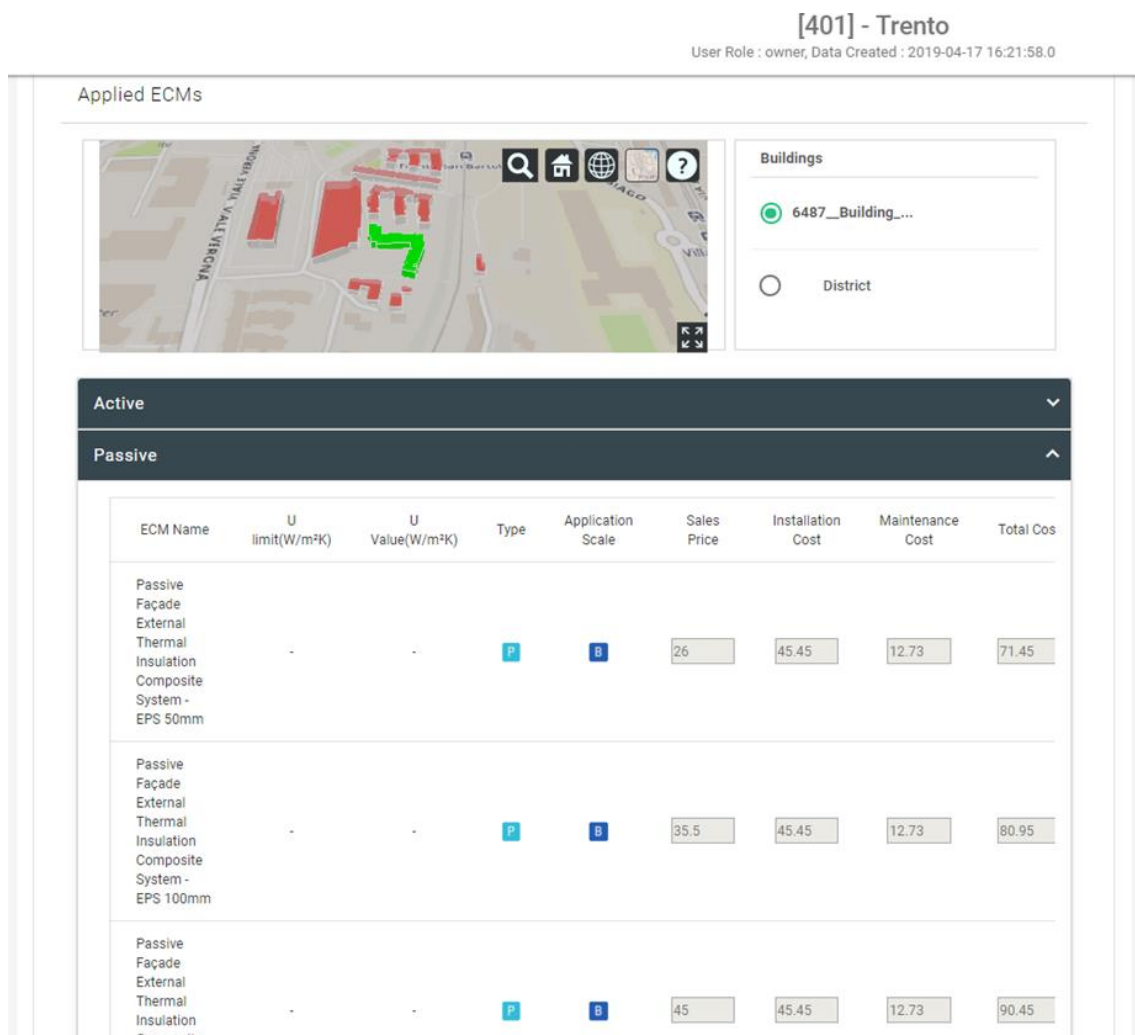 [401] - Trento
User Role : owner, Data Created : 2019-04-17 16:21:58.0
Applied ECMs
VIALE VERONA
VIALE VERONA
Buildings
6487__Building_...
District
Active
Passive
ECM Name
U
limit(W/m²K)
U
Value(W/m²K)
Type
Application
Scale
Sales
Price
Installation
Cost
Maintenance
Cost
Total Cos
Passive
Façade
External
Thermal
Insulation
Composite
System -
EPS 50mm
-
-
P
B
26
45.45
12.73
71.45
Passive
Façade
External
Thermal
Insulation
Composite
System -
EPS 100mm
-
-
P
B
35.5
45.45
12.73
80.95
Passive
Façade
External
Thermal
Insulation
-
-
P
B
45
45.45
12.73
90.45